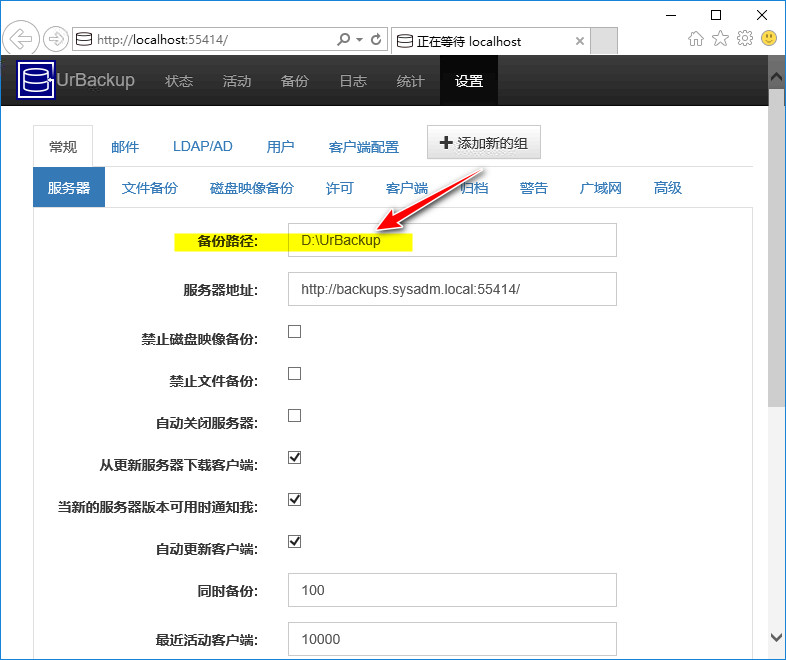 http://localhost:55414/
正在等待 localhost
UrBackup 状态 活动 备份 日志 统计 设置
常规 邮件 LDAP/AD 用户 客户端配置 添加新的组
服务器 文件备份 磁盘映像备份 许可 客户端 归档 警告 广域网 高级
备份路径: D:\UrBackup
服务器地址: http://backups.sysadm.local:55414/
禁止磁盘映像备份:
禁止文件备份:
自动关闭服务器:
从更新服务器下载客户端:
当新的服务器版本可用时通知我:
自动更新客户端:
同时备份: 100
最近活动客户端: 10000